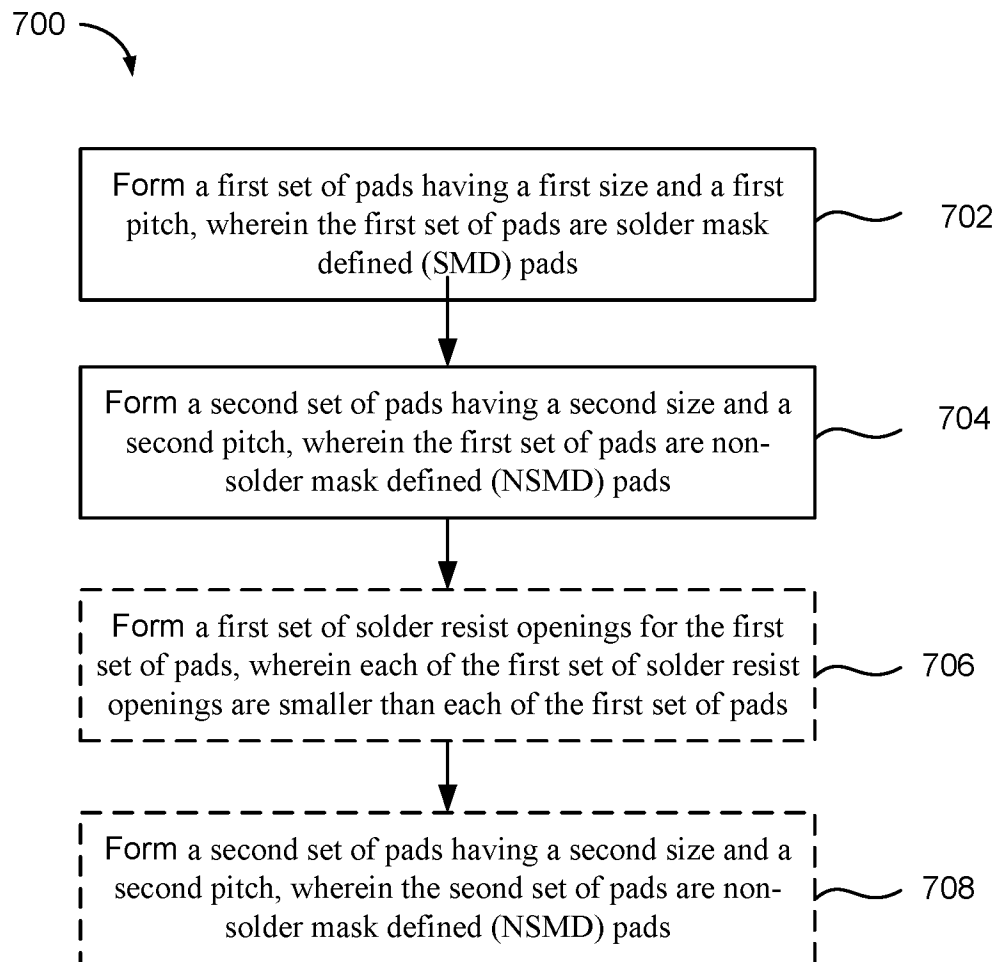 700
Form a first set of pads having a first size and a first
pitch, wherein the first set of pads are solder mask
defined (SMD) pads
702
Form a second set of pads having a second size and a
second pitch, wherein the first set of pads are non-
solder mask defined (NSMD) pads
704
Form a first set of solder resist openings for the first
set of pads, wherein each of the first set of solder resist
openings are smaller than each of the first set of pads
706
Form a second set of pads having a second size and a
second pitch, wherein the seond set of pads are non-
solder mask defined (NSMD) pads
708